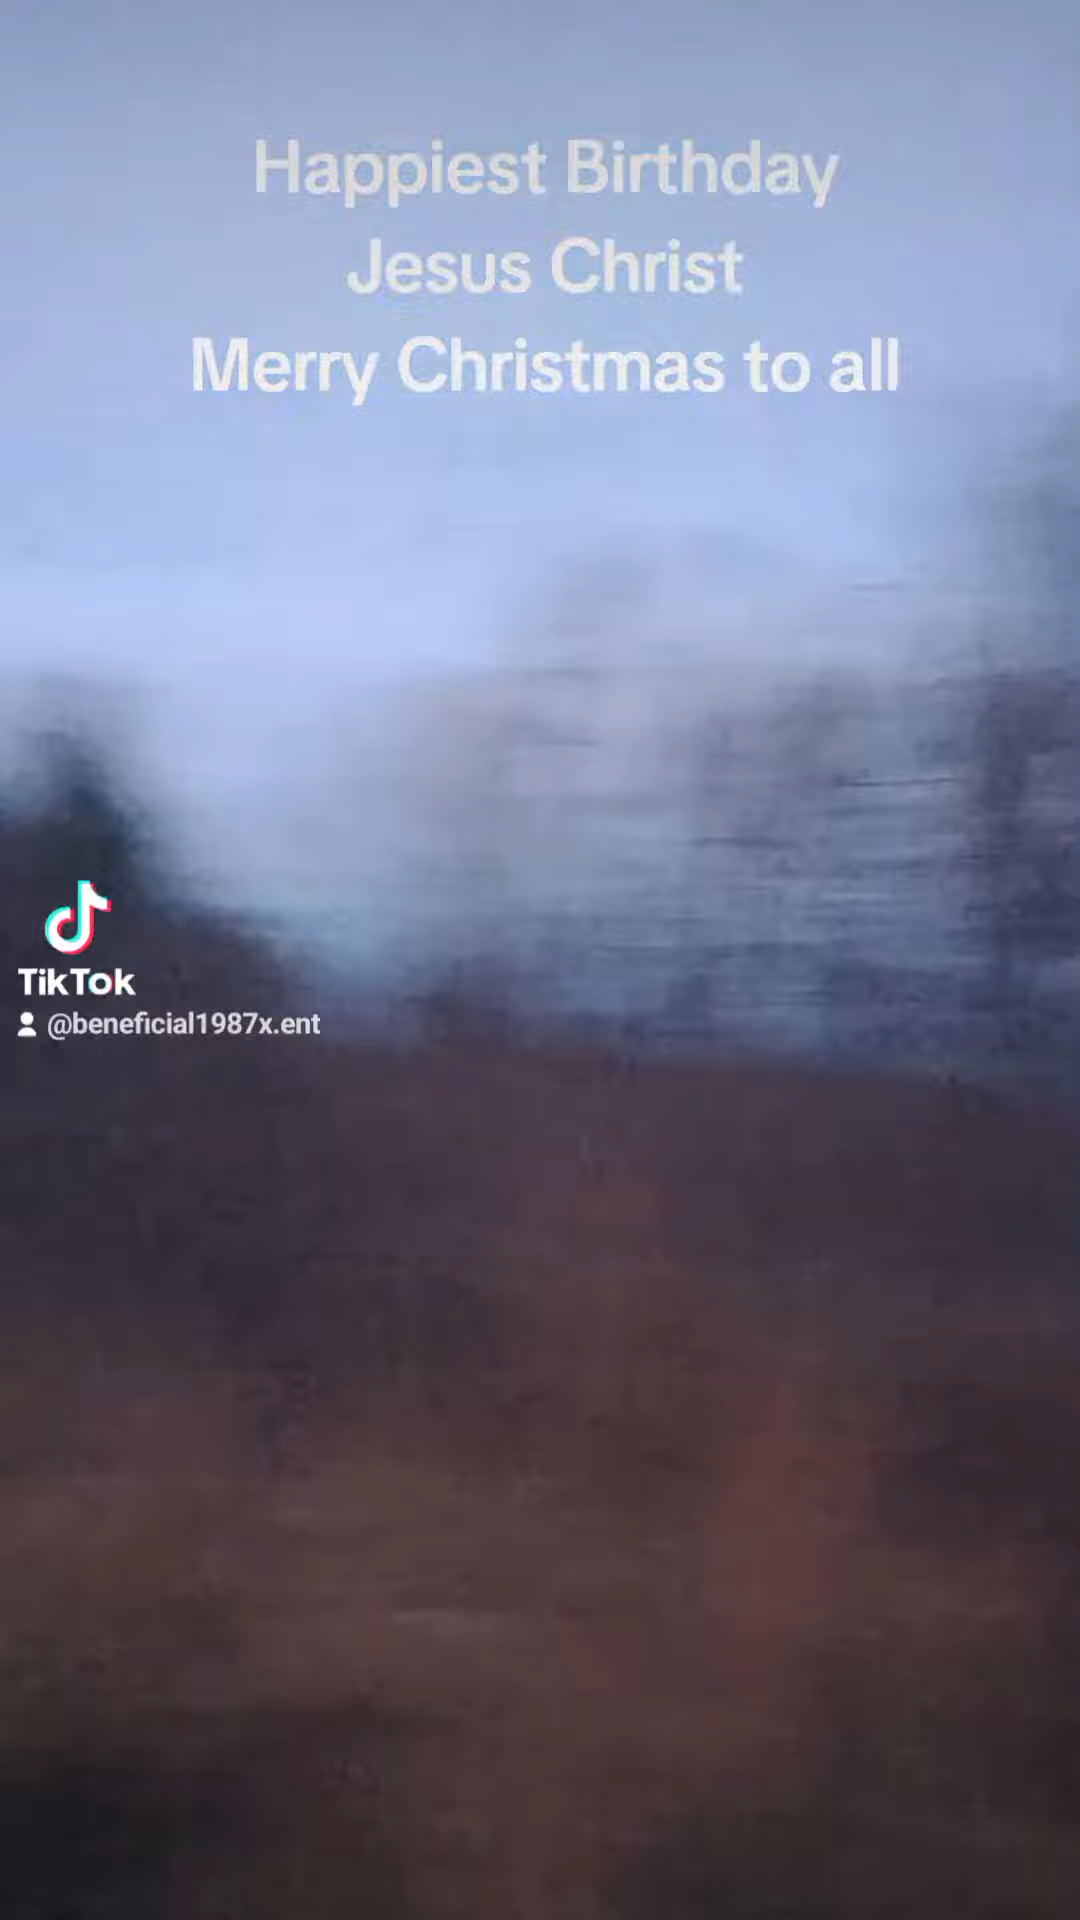 Happiest Birthday
Jesus Christ
Merry Christmas to all
TikTok
@beneficial1987x.ent